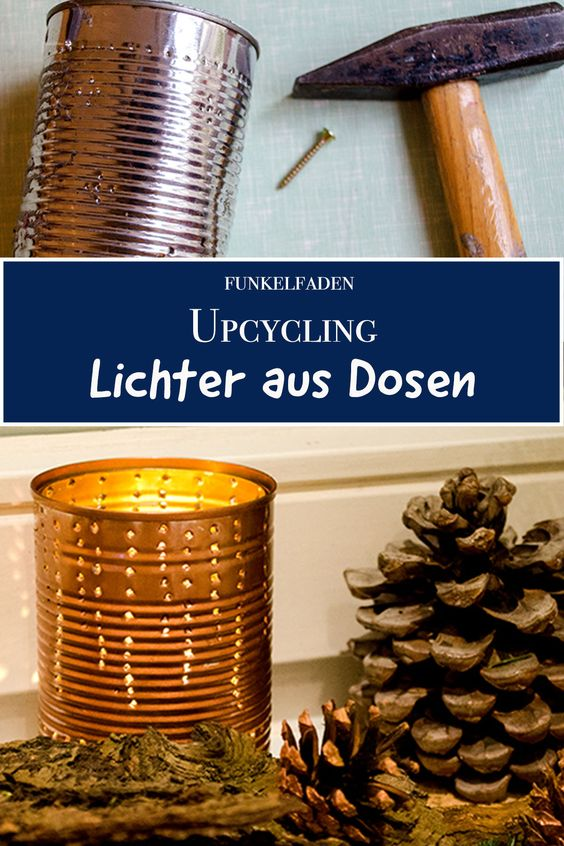 FUNKELFADEN
Upcycling
Lichter aus Dosen